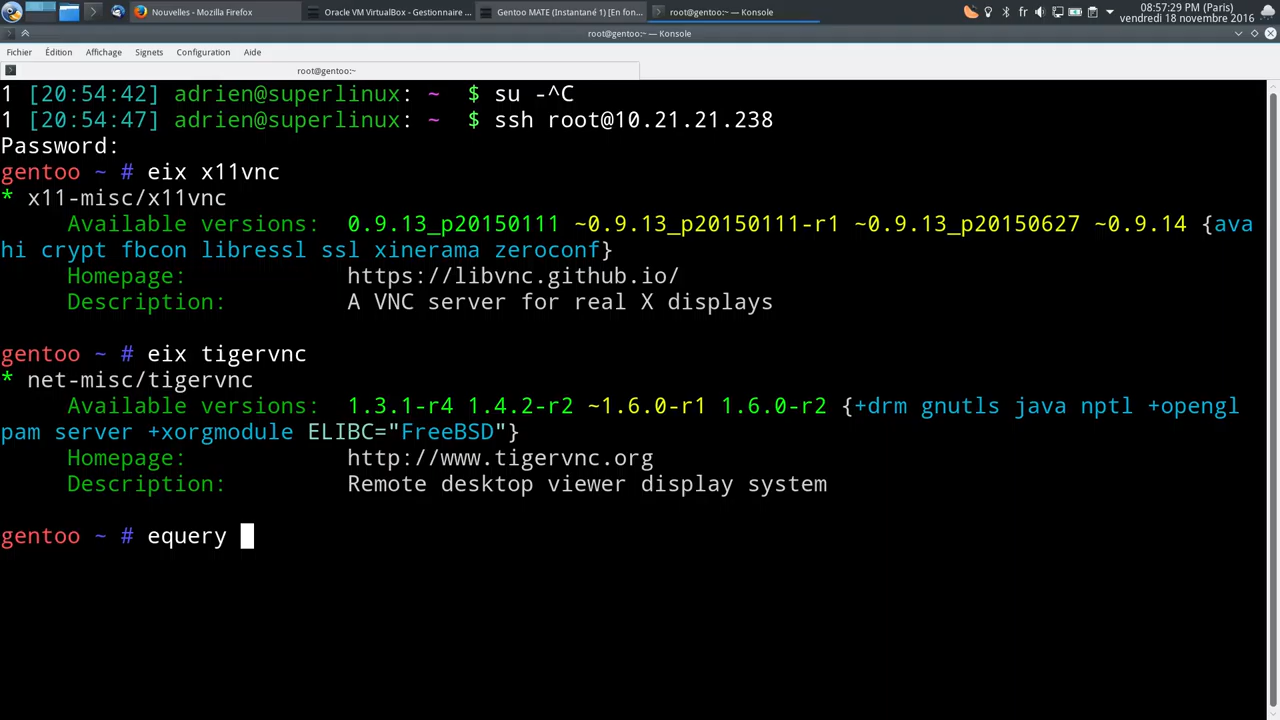 Nouvelles - Mozilla Firefox
Oracle VM VirtualBox - Gestionnaire ...
Gentoo MATE (Instantané 1) [En fon...
root@gentoo:~ — Konsole
fr
08:57:29 PM (Paris)
vendredi 18 novembre 2016
root@gentoo:~ — Konsole
Fichier Édition Affichage Signets Configuration Aide
root@gentoo:~
1 [20:54:42] adrien@superlinux: ~ $ su -^C
1 [20:54:47] adrien@superlinux: ~ $ ssh root@10.21.21.238
Password:
gentoo ~ # eix x11vnc
* x11-misc/x11vnc
Available versions: 0.9.13_p20150111 ~0.9.13_p20150111-r1 ~0.9.13_p20150627 ~0.9.14 {ava
hi crypt fbcon libressl ssl xinerama zeroconf}
Homepage: https://libvnc.github.io/
Description: A VNC server for real X displays
gentoo ~ # eix tigervnc
* net-misc/tigervnc
Available versions: 1.3.1-r4 1.4.2-r2 ~1.6.0-r1 1.6.0-r2 {+drm gnutls java nptl +opengl
pam server +xorgmodule ELIBC="FreeBSD"}
Homepage: http://www.tigervnc.org
Description: Remote desktop viewer display system
gentoo ~ # equery